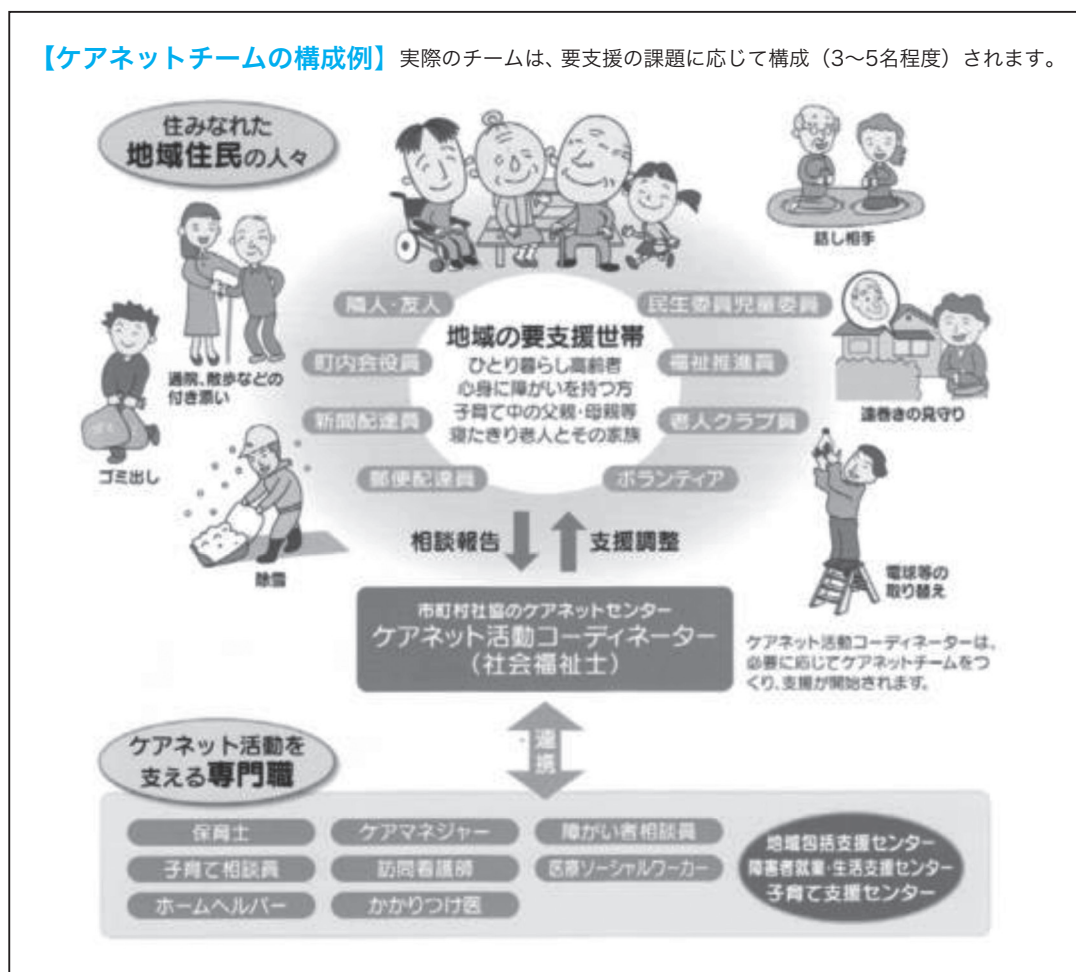 【ケアネットチームの構成例】実際のチームは、要支援の課題に応じて構成（3〜5名程度）されます。
住みなれた
地域住民の人々
話し相手
通院、散歩などの
付き添い
ゴミ出し
除雪
遠巻きの見守り
電球等の
取り替え
隣人・友人
町内会役員
新聞配達員
郵便配達員
民生委員児童委員
福祉推進員
老人クラブ員
ボランティア
地域の要支援世帯
ひとり暮らし高齢者
心身に障がいを持つ方
子育て中の父親・母親等
寝たきり老人とその家族
相談報告
支援調整
市町村社協のケアネットセンター
ケアネット活動コーディネーター
（社会福祉士）
ケアネット活動コーディネーターは、
必要に応じてケアネットチームをつ
くり、支援が開始されます。
連携
ケアネット活動を
支える専門職
保育士
ケアマネジャー
障がい者相談員
子育て相談員
訪問看護師
医療ソーシャルワーカー
ホームヘルパー
かかりつけ医
地域包括支援センター
障害者就業・生活支援センター
子育て支援センター